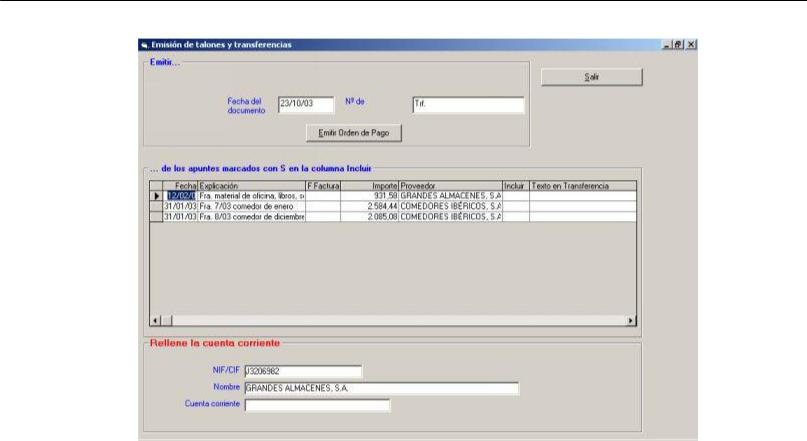 Emisión de talones y transferencias
Emitir...
Salir
Fecha del documento 23/10/03 Nº de Trf.
Emitir Orden de Pago
... de los apuntes marcados con S en la columna Incluir
Fecha Explicación F Factura Importe Proveedor Incluir Texto en Transferencia
12/02/0 Fra. material de oficina, libros, s 931,58 GRANDES ALMACENES, S.A
31/01/03 Fra. 7/03 comedor de enero 2.584,44 COMEDORES IBÉRICOS, S.A
31/01/03 Fra. 8/03 comedor de diciembre 2.085,08 COMEDORES IBÉRICOS, S.A
Rellene la cuenta corriente
NIF/CIF J3206982
Nombre GRANDES ALMACENES, S.A.
Cuenta corriente